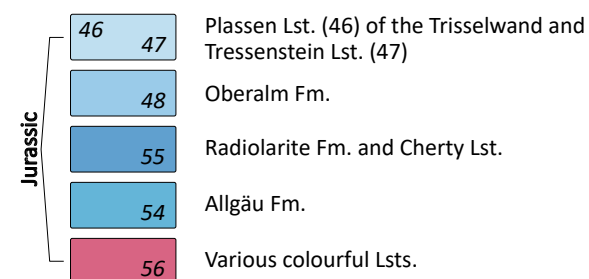 46 47 Plassen Lst. (46) of the Trisselwand and
Tressenstein Lst. (47)
48 Oberalm Fm.
Jurassic
55 Radiolarite Fm. and Cherty Lst.
54 Allgäu Fm.
56 Various colourful Lsts.